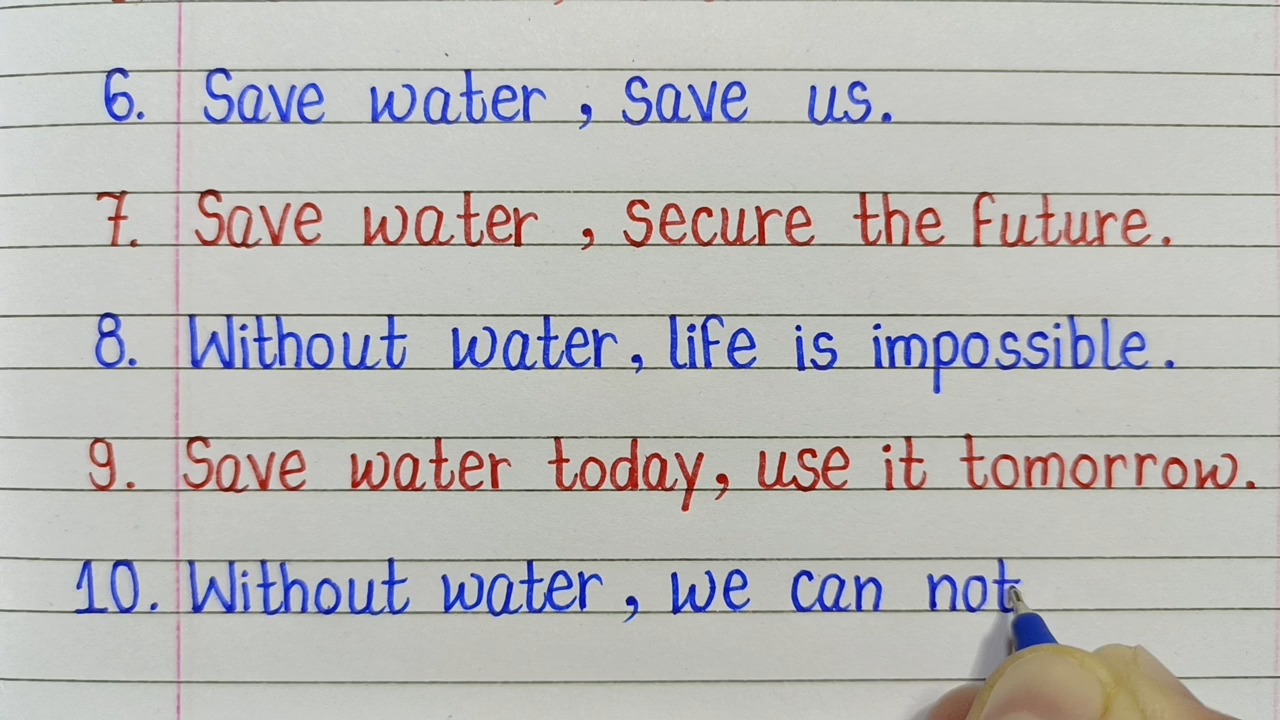 6. Save water, save us.
7. Save water, secure the future.
8. Without water, life is impossible.
9. Save water today, use it tomorrow.
10. Without water, we can not